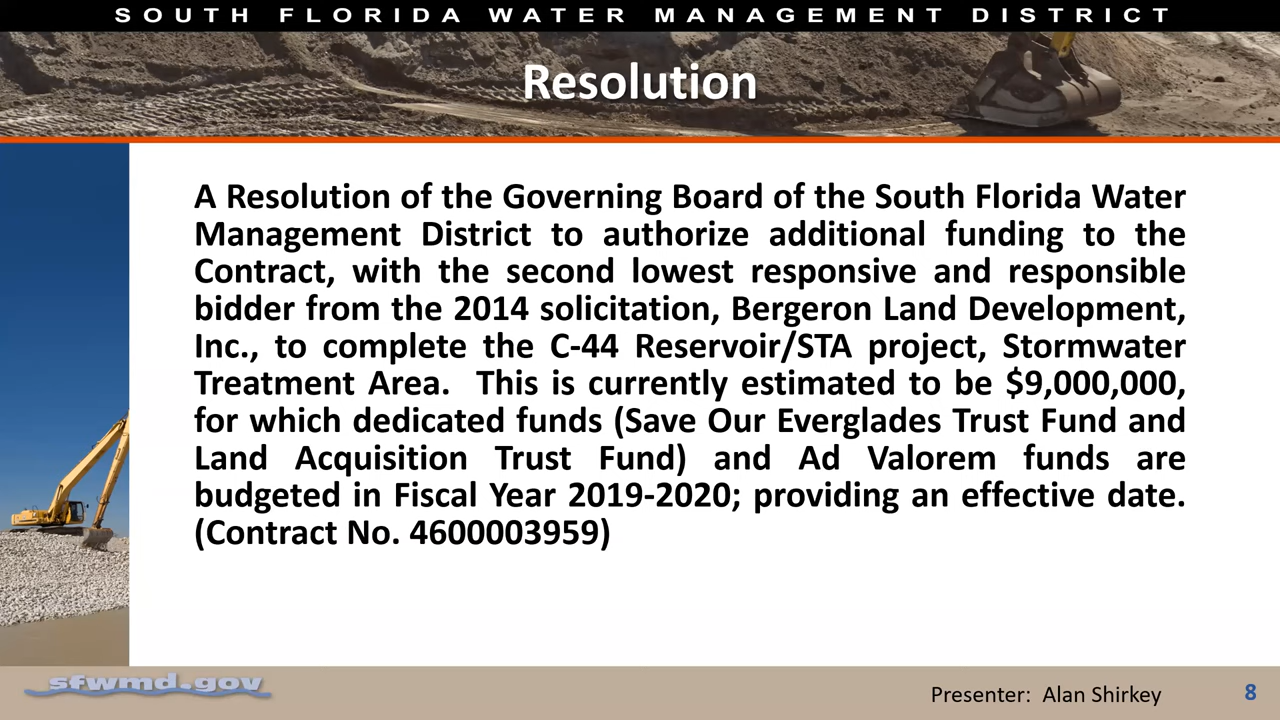 SOUTH FLORIDA WATER MANAGEMENT DISTRICT
Resolution
A Resolution of the Governing Board of the South Florida Water
Management District to authorize additional funding to the
Contract, with the second lowest responsive and responsible
bidder from the 2014 solicitation, Bergeron Land Development,
Inc., to complete the C-44 Reservoir/STA project, Stormwater
Treatment Area.  This is currently estimated to be $9,000,000,
for which dedicated funds (Save Our Everglades Trust Fund and
Land Acquisition Trust Fund) and Ad Valorem funds are
budgeted in Fiscal Year 2019-2020; providing an effective date.
(Contract No. 4600003959)
sfwmd.gov
Presenter:  Alan Shirkey
8